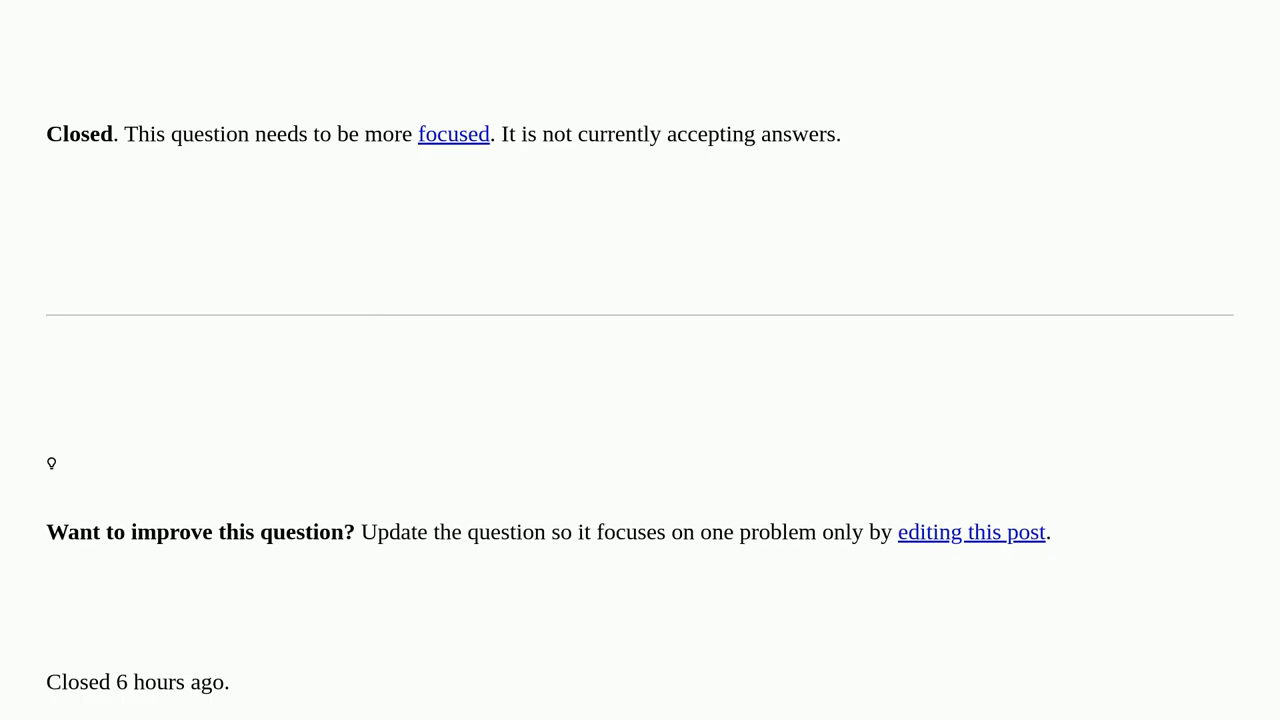 Closed. This question needs to be more focused. It is not currently accepting answers.
Want to improve this question? Update the question so it focuses on one problem only by editing this post.
Closed 6 hours ago.